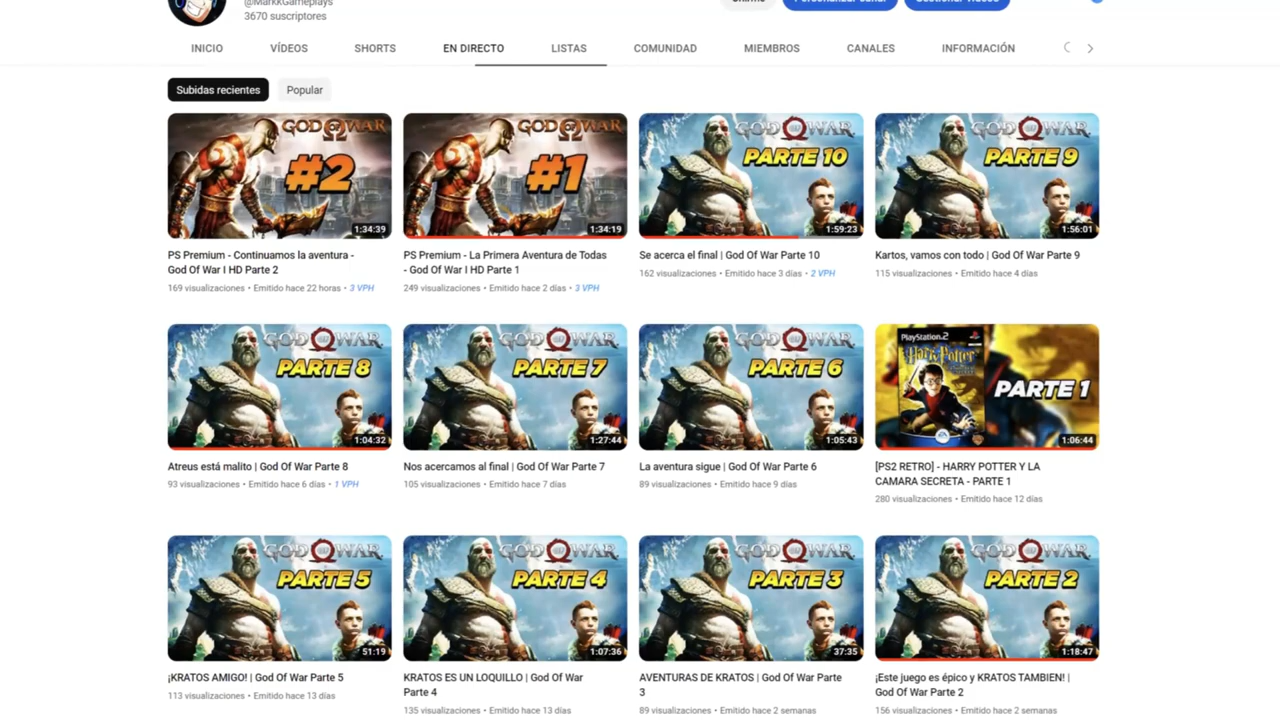 @MarkkGameplays
3670 suscriptores
INICIO
VÍDEOS
SHORTS
EN DIRECTO
LISTAS
COMUNIDAD
MIEMBROS
CANALES
INFORMACIÓN
Subidas recientes
Popular
GOD OF WAR
#2
1:34:39
GOD OF WAR
#1
1:34:19
GOD OF WAR
PARTE 10
1:59:23
GOD OF WAR
PARTE 9
1:56:01
PS Premium - Continuamos la aventura -
God Of War I HD Parte 2
169 visualizaciones • Emitido hace 22 horas • 3 VPH
PS Premium - La Primera Aventura de Todas
- God Of War I HD Parte 1
249 visualizaciones • Emitido hace 2 días • 3 VPH
Se acerca el final | God Of War Parte 10
162 visualizaciones • Emitido hace 3 días • 2 VPH
Kartos, vamos con todo | God Of War Parte 9
115 visualizaciones • Emitido hace 4 días
GOD OF WAR
PARTE 8
1:04:32
GOD OF WAR
PARTE 7
1:27:44
GOD OF WAR
PARTE 6
1:05:43
PlayStation.2
Harry Potter
PARTE 1
1:06:44
Atreus está malito | God Of War Parte 8
93 visualizaciones • Emitido hace 6 días • 1 VPH
Nos acercamos al final | God Of War Parte 7
105 visualizaciones • Emitido hace 7 días
La aventura sigue | God Of War Parte 6
89 visualizaciones • Emitido hace 9 días
[PS2 RETRO] - HARRY POTTER Y LA
CAMARA SECRETA - PARTE 1
280 visualizaciones • Emitido hace 12 días
GOD OF WAR
PARTE 5
51:19
GOD OF WAR
PARTE 4
1:07:36
GOD OF WAR
PARTE 3
37:35
GOD OF WAR
PARTE 2
1:18:47
¡KRATOS AMIGO! | God Of War Parte 5
113 visualizaciones • Emitido hace 13 días
KRATOS ES UN LOQUILLO | God Of War
Parte 4
135 visualizaciones • Emitido hace 13 días
AVENTURAS DE KRATOS | God Of War Parte
3
89 visualizaciones • Emitido hace 2 semanas
¡Este juego es épico y KRATOS TAMBIEN! |
God Of War Parte 2
156 visualizaciones • Emitido hace 2 semanas